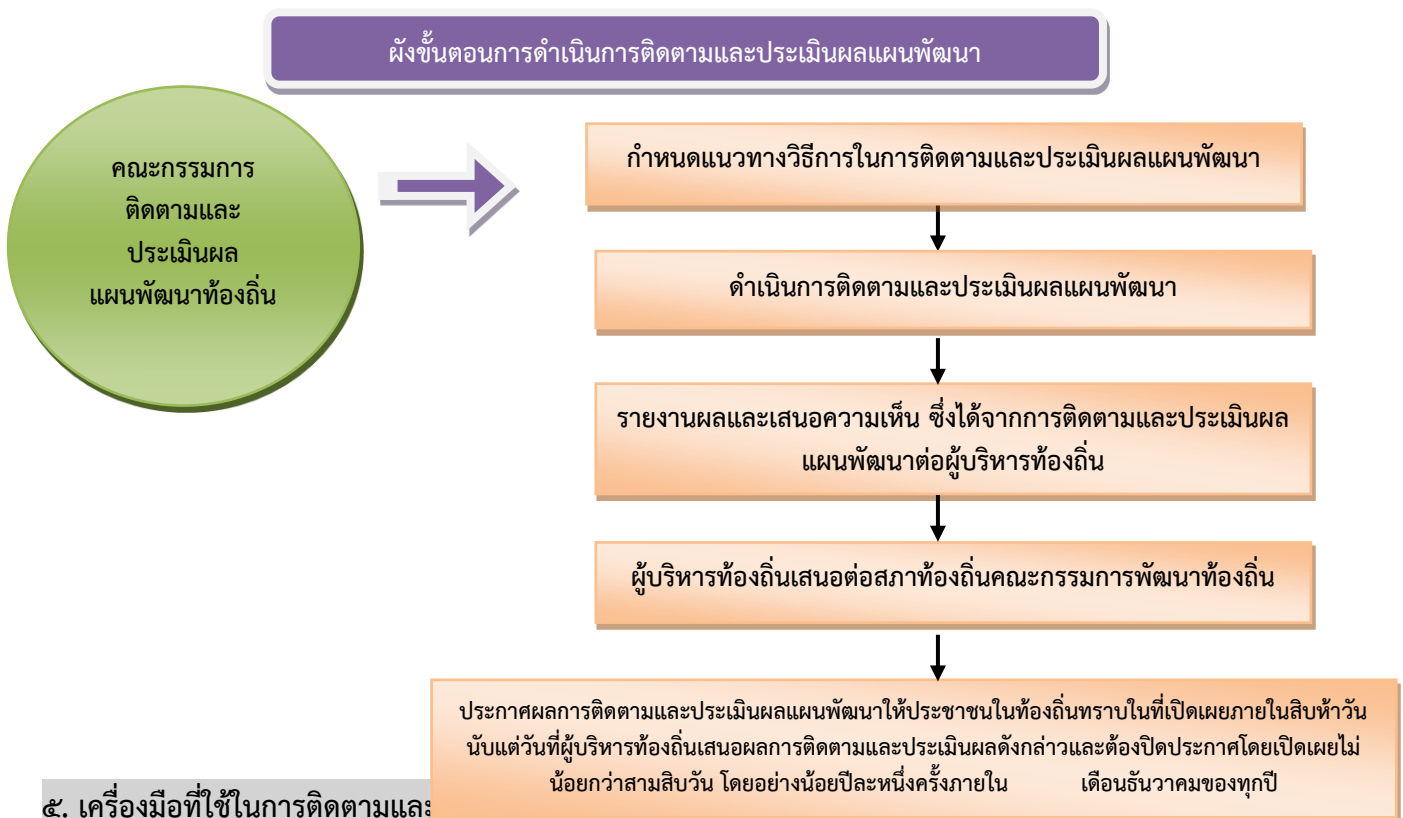 ผังขั้นตอนการดำเนินการติดตามและประเมินผลแผนพัฒนา
คณะกรรมการ
ติดตามและ
ประเมินผล
แผนพัฒนาท้องถิ่น
กำหนดแนวทางวิธีการในการติดตามและประเมินผลแผนพัฒนา
ดำเนินการติดตามและประเมินผลแผนพัฒนา
รายงานผลและเสนอความเห็น ซึ่งได้จากการติดตามและประเมินผล
แผนพัฒนาต่อผู้บริหารท้องถิ่น
ผู้บริหารท้องถิ่นเสนอต่อสภาท้องถิ่นคณะกรรมการพัฒนาท้องถิ่น
ประกาศผลการติดตามและประเมินผลแผนพัฒนาให้ประชาชนในท้องถิ่นทราบในที่เปิดเผยภายในสิบห้าวัน
นับแต่วันที่ผู้บริหารท้องถิ่นเสนอผลการติดตามและประเมินผลดังกล่าวและต้องปิดประกาศโดยเปิดเผยไม่
น้อยกว่าสามสิบวัน โดยอย่างน้อยปีละหนึ่งครั้งภายใน เดือนธันวาคมของทุกปี
๕. เครื่องมือที่ใช้ในการติดตามและ